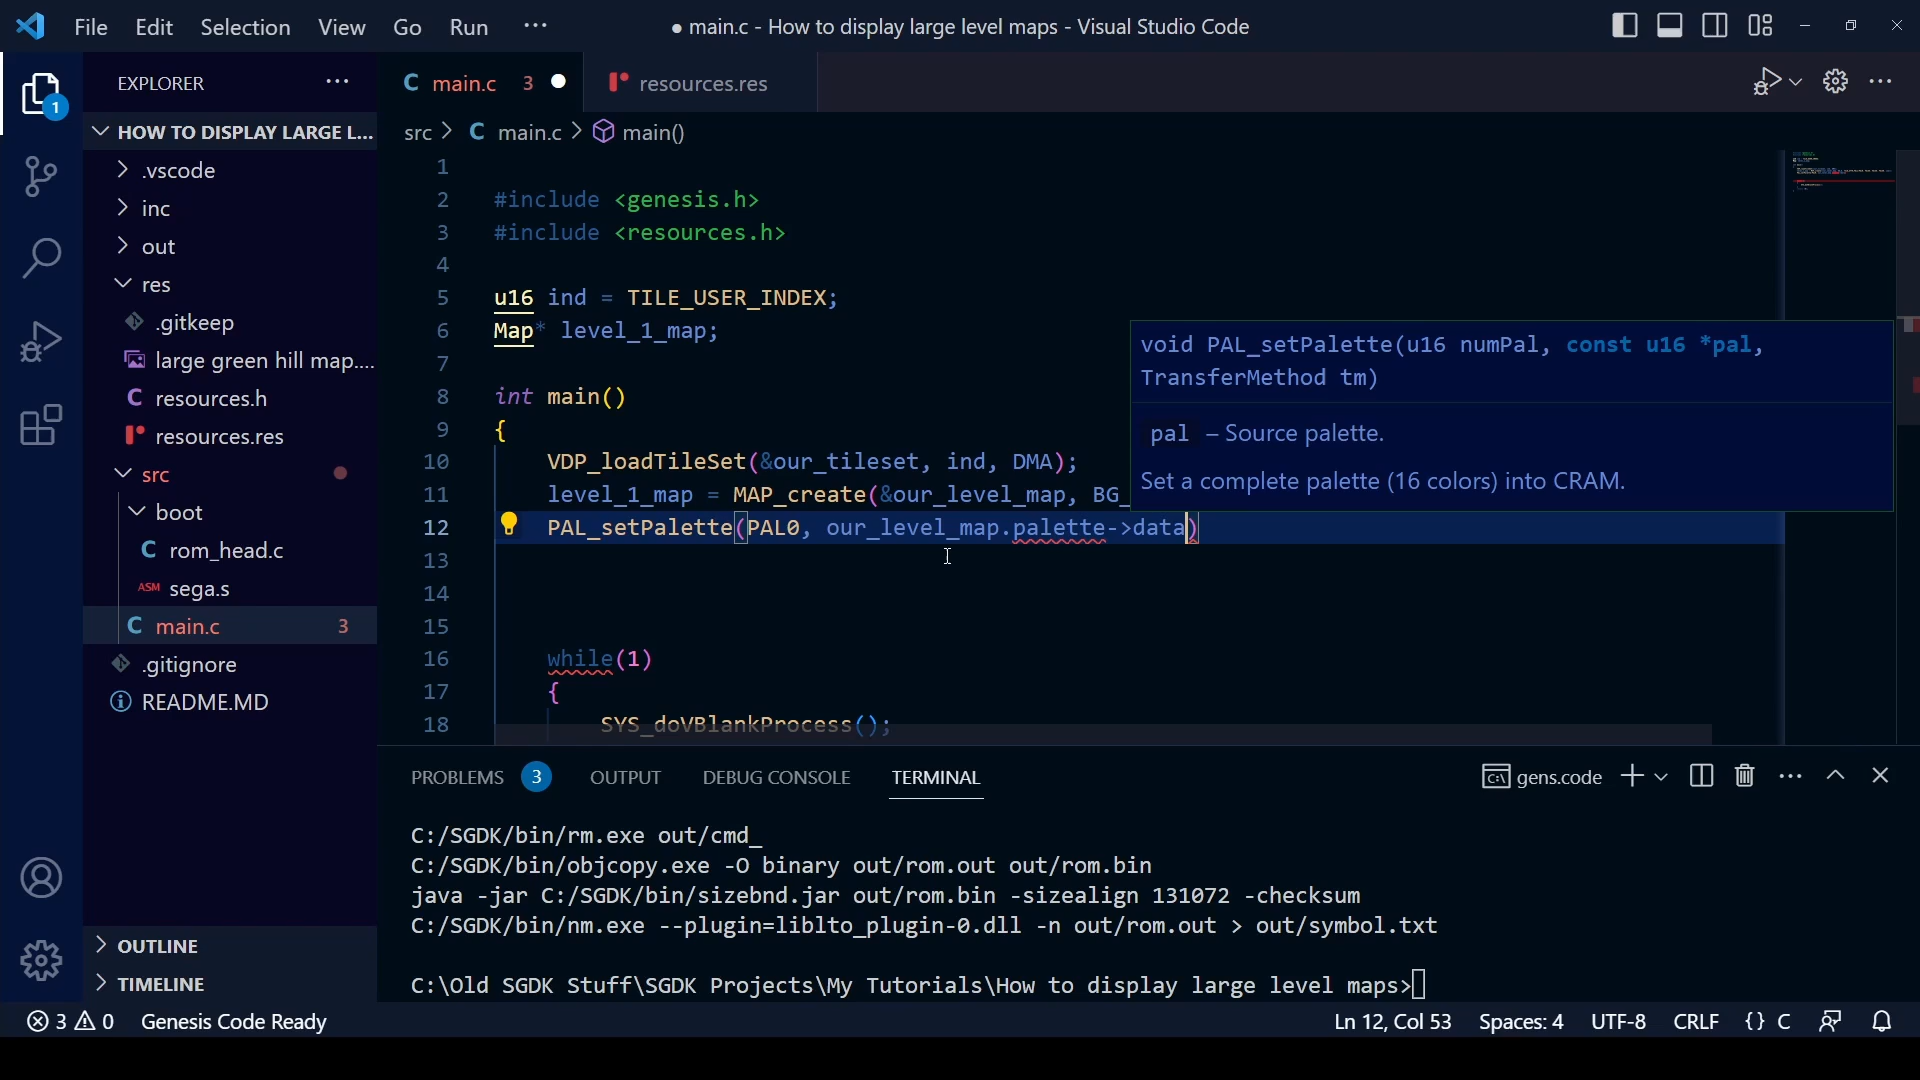 File Edit Selection View Go Run ···
● main.c - How to display large level maps - Visual Studio Code
EXPLORER ···
1
HOW TO DISPLAY LARGE L...
.vscode
inc
out
res
.gitkeep
large green hill map....
C resources.h
resources.res
src
boot
C rom_head.c
ASM sega.s
C main.c 3
.gitignore
README.MD
OUTLINE
TIMELINE
C main.c 3 ●
resources.res
src > C main.c > main()
1
2 #include <genesis.h>
3 #include <resources.h>
4
5 u16 ind = TILE_USER_INDEX;
6 Map* level_1_map;
7
8 int main()
9 {
10 VDP_loadTileSet(&our_tileset, ind, DMA);
11 level_1_map = MAP_create(&our_level_map, BG_
12 PAL_setPalette(PAL0, our_level_map.palette->data)
13
14
15
16 while(1)
17 {
18 SYS_doVBlankProcess();
void PAL_setPalette(u16 numPal, const u16 *pal,
TransferMethod tm)
pal – Source palette.
Set a complete palette (16 colors) into CRAM.
PROBLEMS 3 OUTPUT DEBUG CONSOLE TERMINAL
gens.code
C:/SGDK/bin/rm.exe out/cmd_
C:/SGDK/bin/objcopy.exe -O binary out/rom.out out/rom.bin
java -jar C:/SGDK/bin/sizebnd.jar out/rom.bin -sizealign 131072 -checksum
C:/SGDK/bin/nm.exe --plugin=liblto_plugin-0.dll -n out/rom.out > out/symbol.txt
C:\Old SGDK Stuff\SGDK Projects\My Tutorials\How to display large level maps>
3 0 Genesis Code Ready
Ln 12, Col 53 Spaces: 4 UTF-8 CRLF {} C